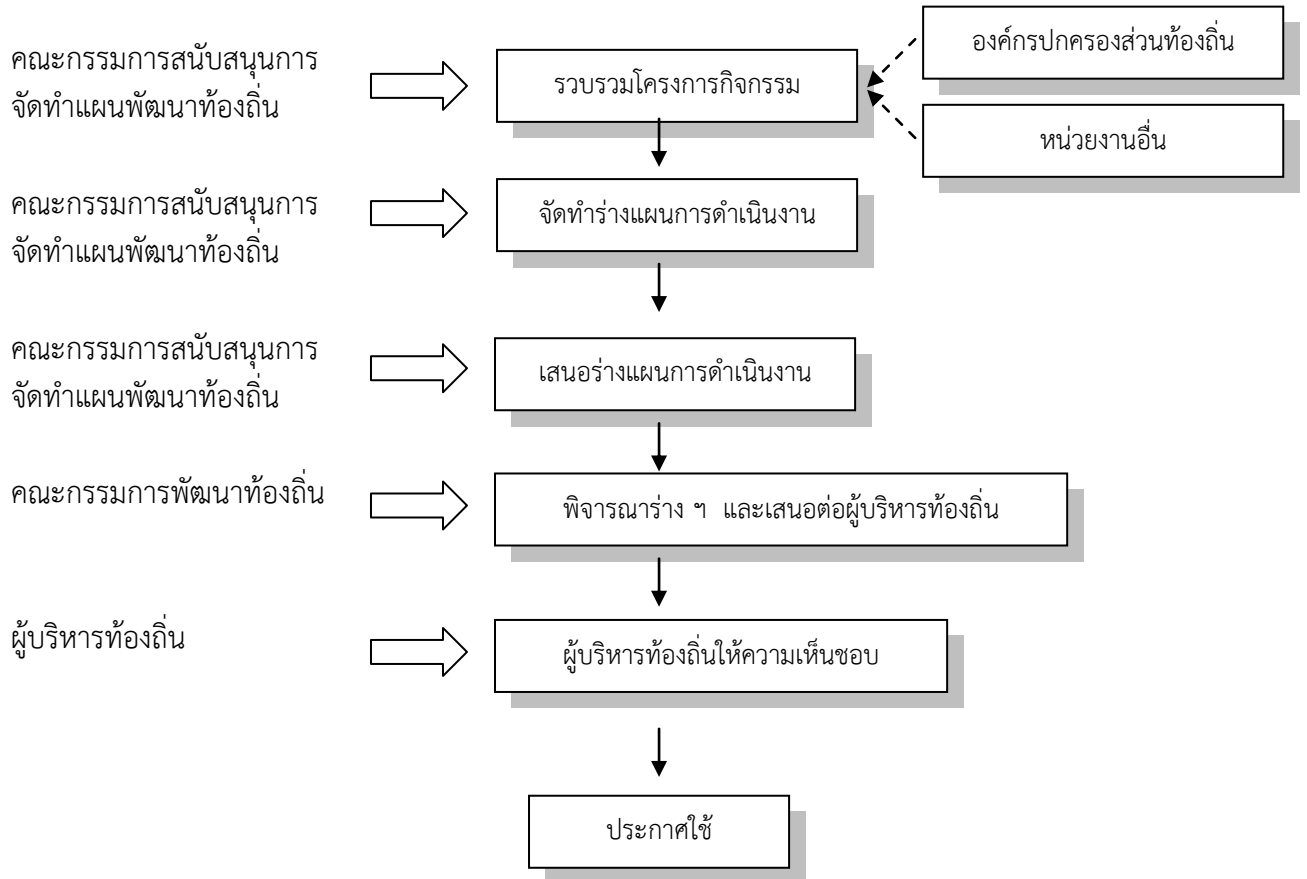 คณะกรรมการสนับสนุนการ
จัดทำแผนพัฒนาท้องถิ่น
รวบรวมโครงการกิจกรรม
องค์กรปกครองส่วนท้องถิ่น
หน่วยงานอื่น
คณะกรรมการสนับสนุนการ
จัดทำแผนพัฒนาท้องถิ่น
จัดทำร่างแผนการดำเนินงาน
คณะกรรมการสนับสนุนการ
จัดทำแผนพัฒนาท้องถิ่น
เสนอร่างแผนการดำเนินงาน
คณะกรรมการพัฒนาท้องถิ่น
พิจารณาร่าง ฯ และเสนอต่อผู้บริหารท้องถิ่น
ผู้บริหารท้องถิ่น
ผู้บริหารท้องถิ่นให้ความเห็นชอบ
ประกาศใช้